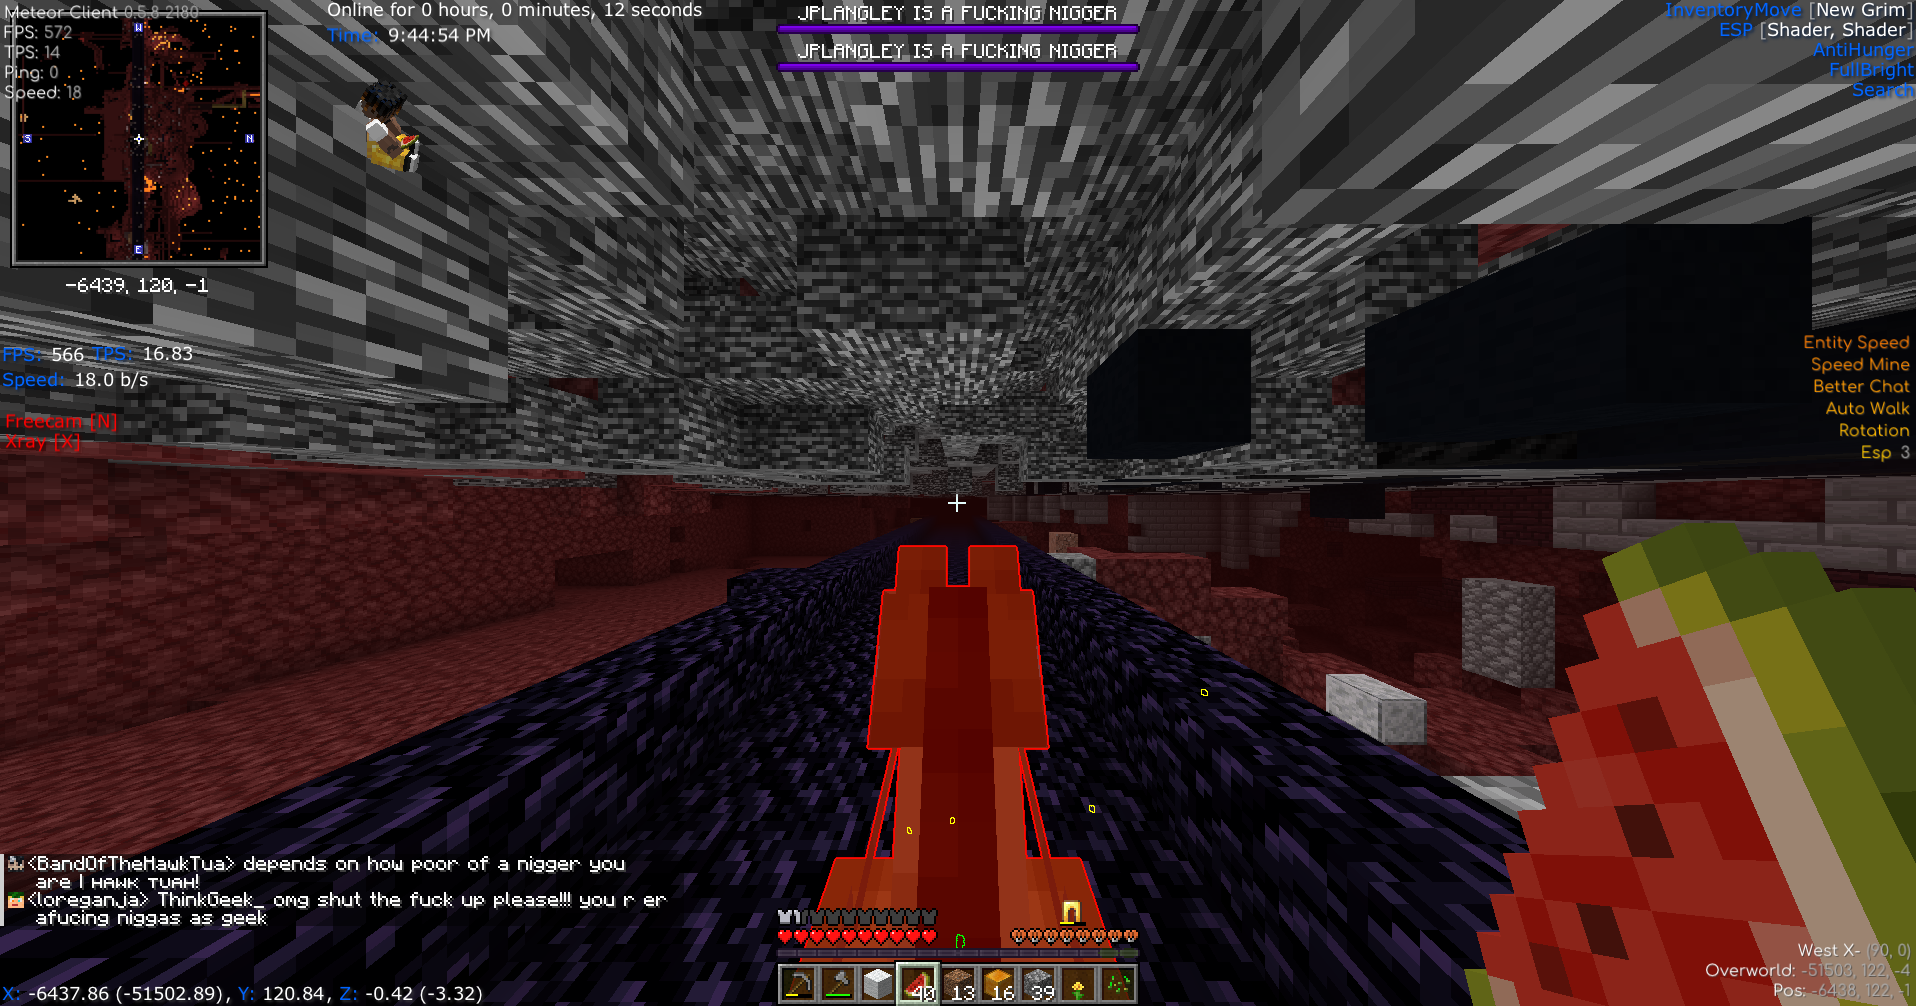 Meteor Client 0.5.8 2180
FPS: 572
TPS: 14
Ping: 0
Speed: 18
W
S
N
E
-6439, 120, -1
Online for 0 hours, 0 minutes, 12 seconds
Time: 9:44:54 PM
JPLANGLEY IS A FUCKING NIGGER
JPLANGLEY IS A FUCKING NIGGER
InventoryMove [New Grim]
ESP [Shader, Shader]
AntiHunger
FullBright
Search
FPS: 566 TPS: 16.83
Speed: 18.0 b/s
Freecam [N]
Xray [X]
Entity Speed
Speed Mine
Better Chat
Auto Walk
Rotation
Esp 3
<BandOfTheHawkTua> depends on how poor of a nigger you
are | ʜᴀᴡᴋ ᴛᴜᴀʜ!
<loreganja> ThinkGeek_ omg shut the fuck up please!!! you r er
afucing niggas as geek
40
13
16
39
X: -6437.86 (-51502.89), Y: 120.84, Z: -0.42 (-3.32)
West X- (90, 0)
Overworld: -51503, 122, -4
Pos: -6438, 122, -1